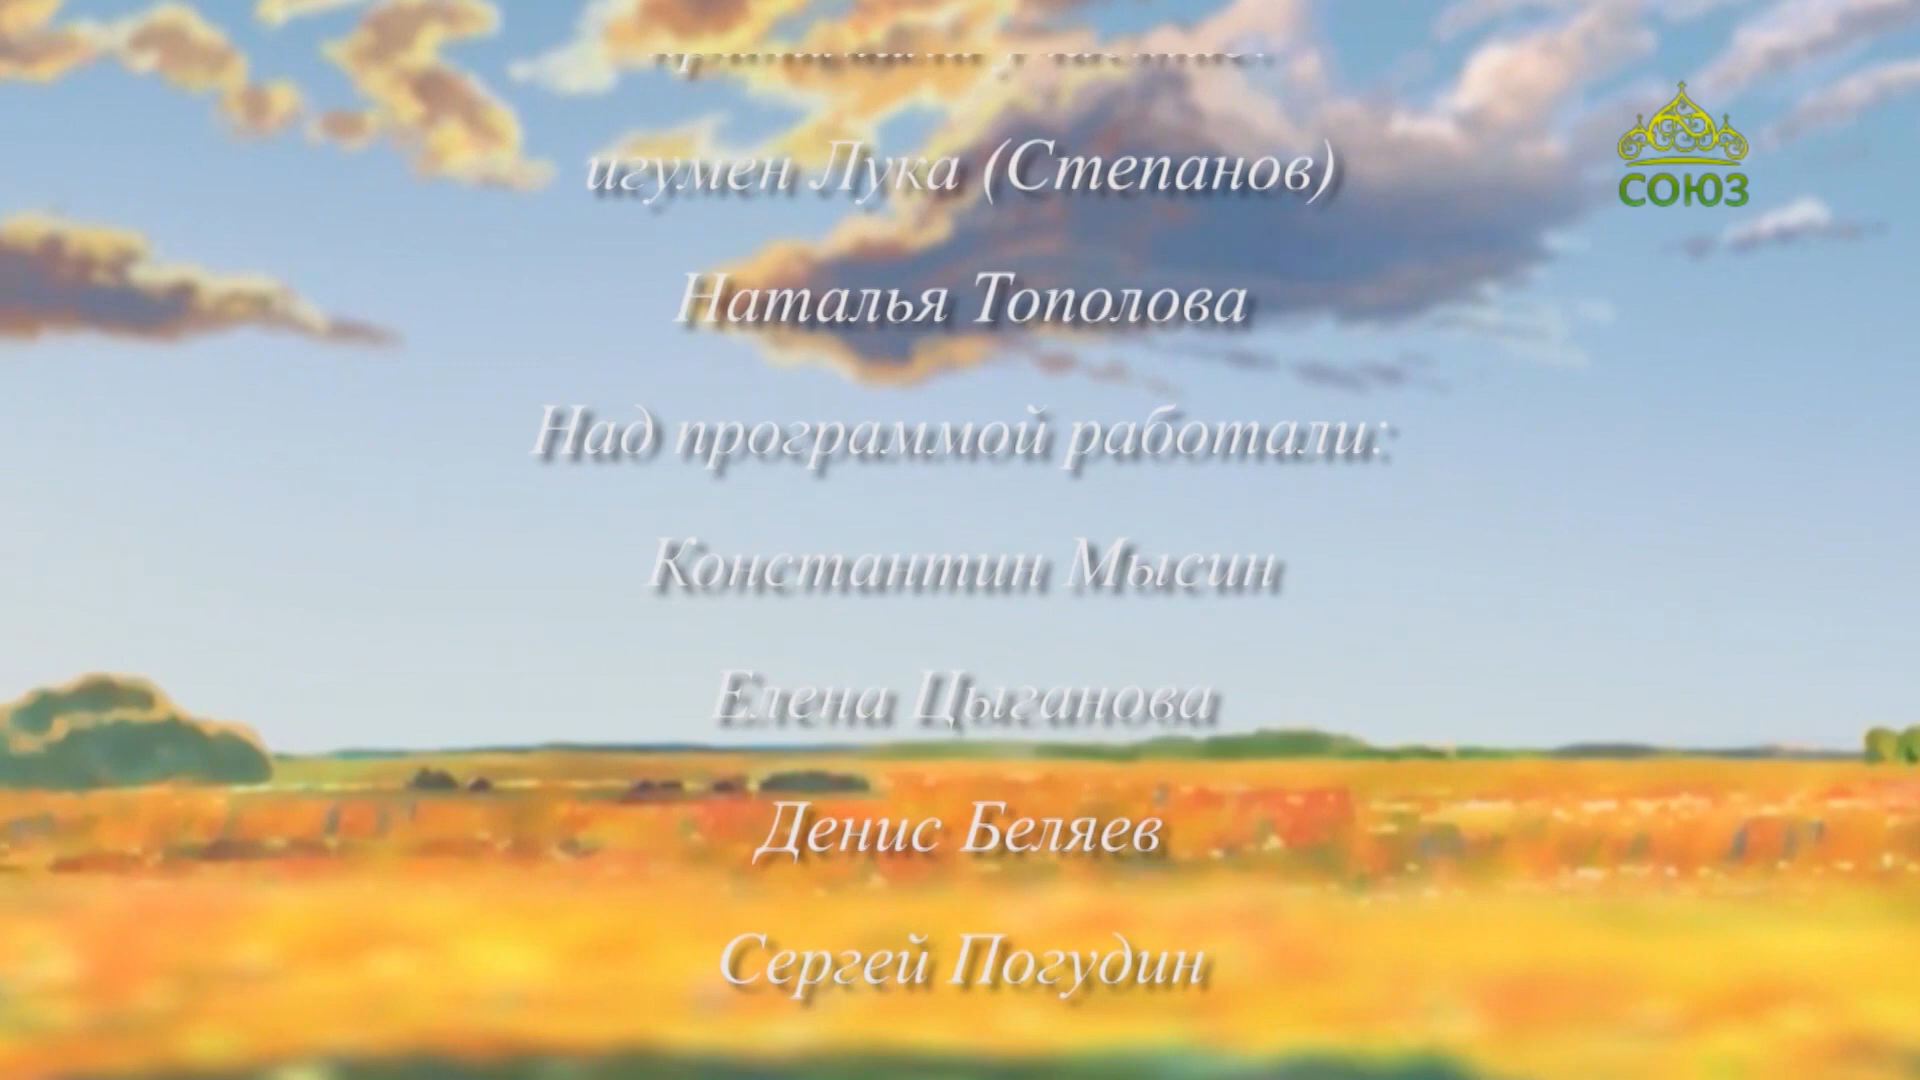 игумен Лука (Степанов)
СОЮЗ
Наталья Тополова
Над программой работали:
Константин Мысин
Елена Цыганова
Денис Беляев
Сергей Погудин